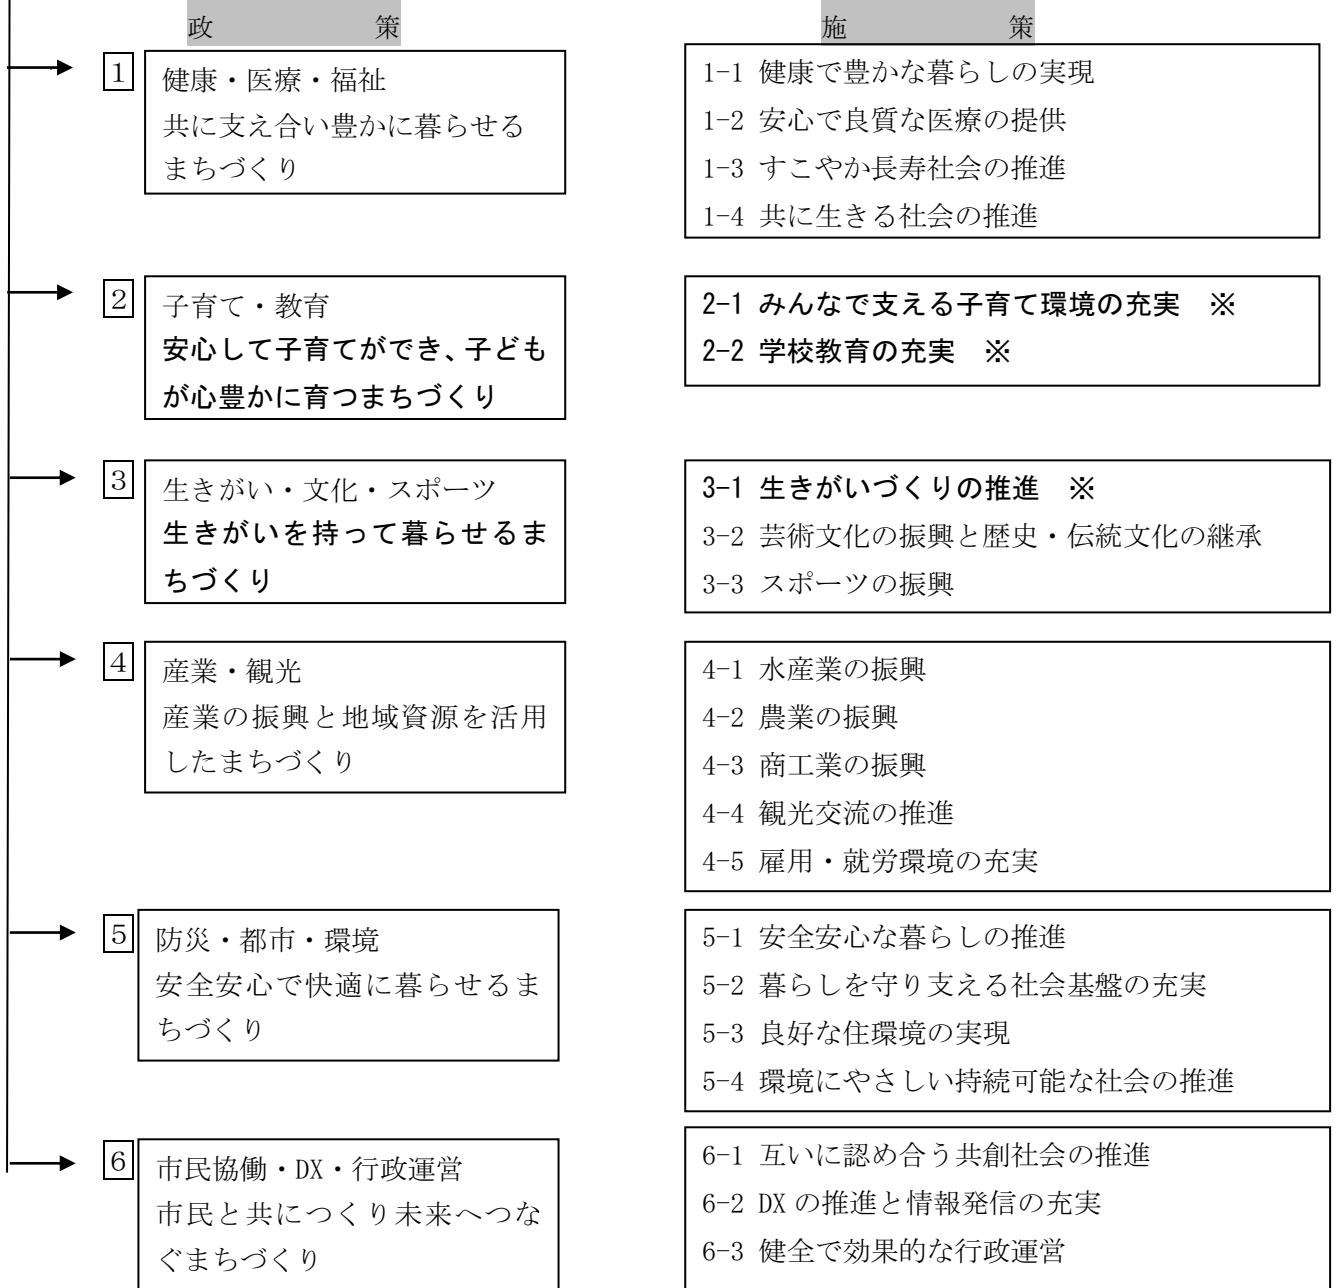 政　　策
施　　策
1
健康・医療・福祉
共に支え合い豊かに暮らせる
まちづくり
1-1 健康で豊かな暮らしの実現
1-2 安心で良質な医療の提供
1-3 すこやか長寿社会の推進
1-4 共に生きる社会の推進
2
子育て・教育
安心して子育てができ、子ども
が心豊かに育つまちづくり
2-1 みんなで支える子育て環境の充実　※
2-2 学校教育の充実　※
3
生きがい・文化・スポーツ
生きがいを持って暮らせるま
ちづくり
3-1 生きがいづくりの推進　※
3-2 芸術文化の振興と歴史・伝統文化の継承
3-3 スポーツの振興
4
産業・観光
産業の振興と地域資源を活用
したまちづくり
4-1 水産業の振興
4-2 農業の振興
4-3 商工業の振興
4-4 観光交流の推進
4-5 雇用・就労環境の充実
5
防災・都市・環境
安全安心で快適に暮らせるま
ちづくり
5-1 安全安心な暮らしの推進
5-2 暮らしを守り支える社会基盤の充実
5-3 良好な住環境の実現
5-4 環境にやさしい持続可能な社会の推進
6
市民協働・DX・行政運営
市民と共につくり未来へつな
ぐまちづくり
6-1 互いに認め合う共創社会の推進
6-2 DX の推進と情報発信の充実
6-3 健全で効果的な行政運営